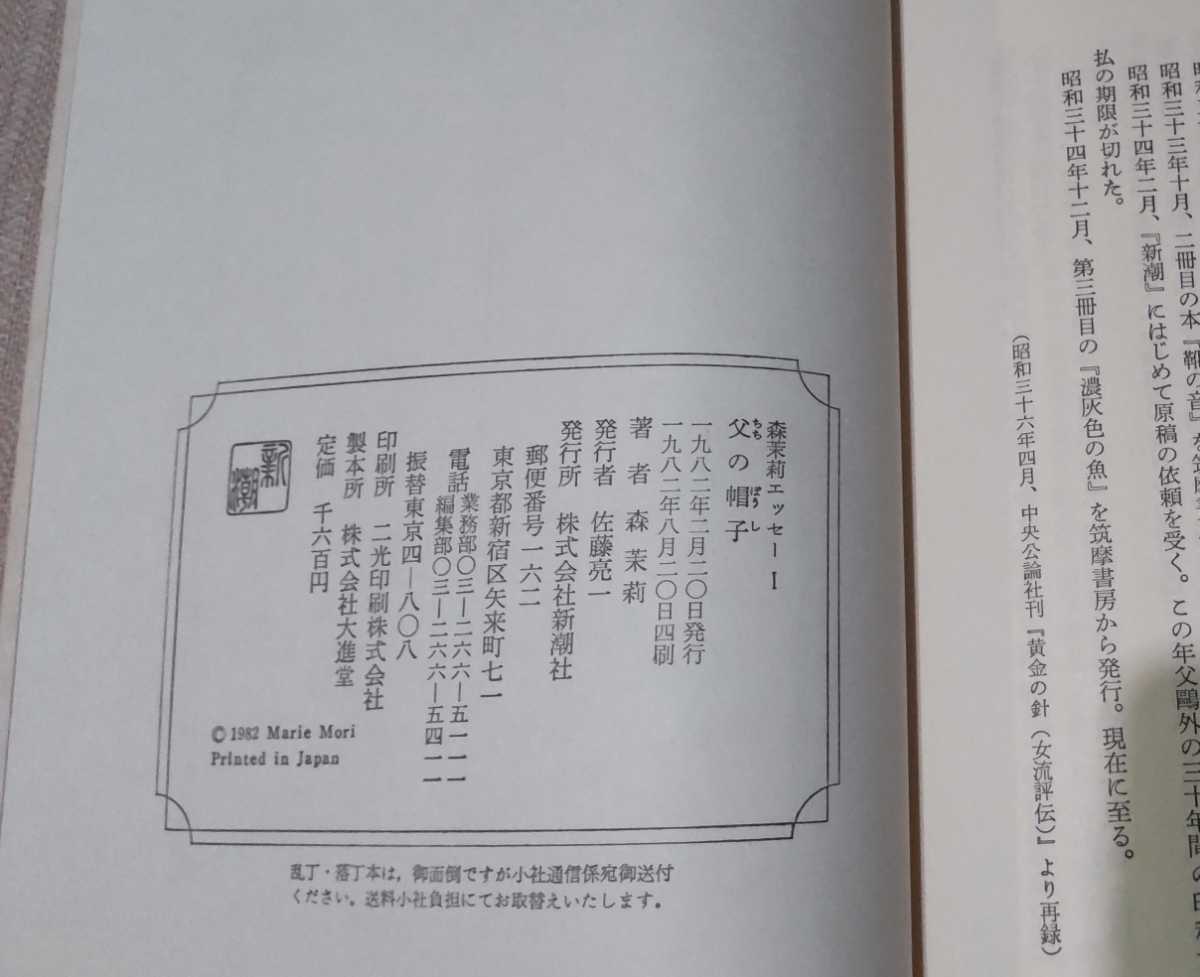 昭和三十三年十月、二冊目の本『靴の音』を筑
昭和三十四年二月、『新潮』にはじめて原稿の依頼を受く。この年父鷗外の三十年間の印
払の期限が切れた。
昭和三十四年十二月、第三冊目の『濃灰色の魚』を筑摩書房から発行。現在に至る。
(昭和三十六年四月、中央公論社刊『黄金の針(女流評伝)』より再録)
森茉莉エッセー I
父の帽子
ちち ぼうし
一九八二年二月二〇日発行
一九八二年八月二〇日四刷
著者 森茉莉
発行者 佐藤亮一
発行所 株式会社新潮社
郵便番号一六二
東京都新宿区矢来町七一
電話 業務部〇三―二六六―五一一一
編集部〇三―二六六―五四一一
振替東京四―八〇八
印刷所 二光印刷株式会社
製本所 株式会社大進堂
定価 千六百円
新潮
© 1982 Marie Mori
Printed in Japan
乱丁・落丁本は，御面倒ですが小社通信係宛御送付
ください。送料小社負担にてお取替えいたします。